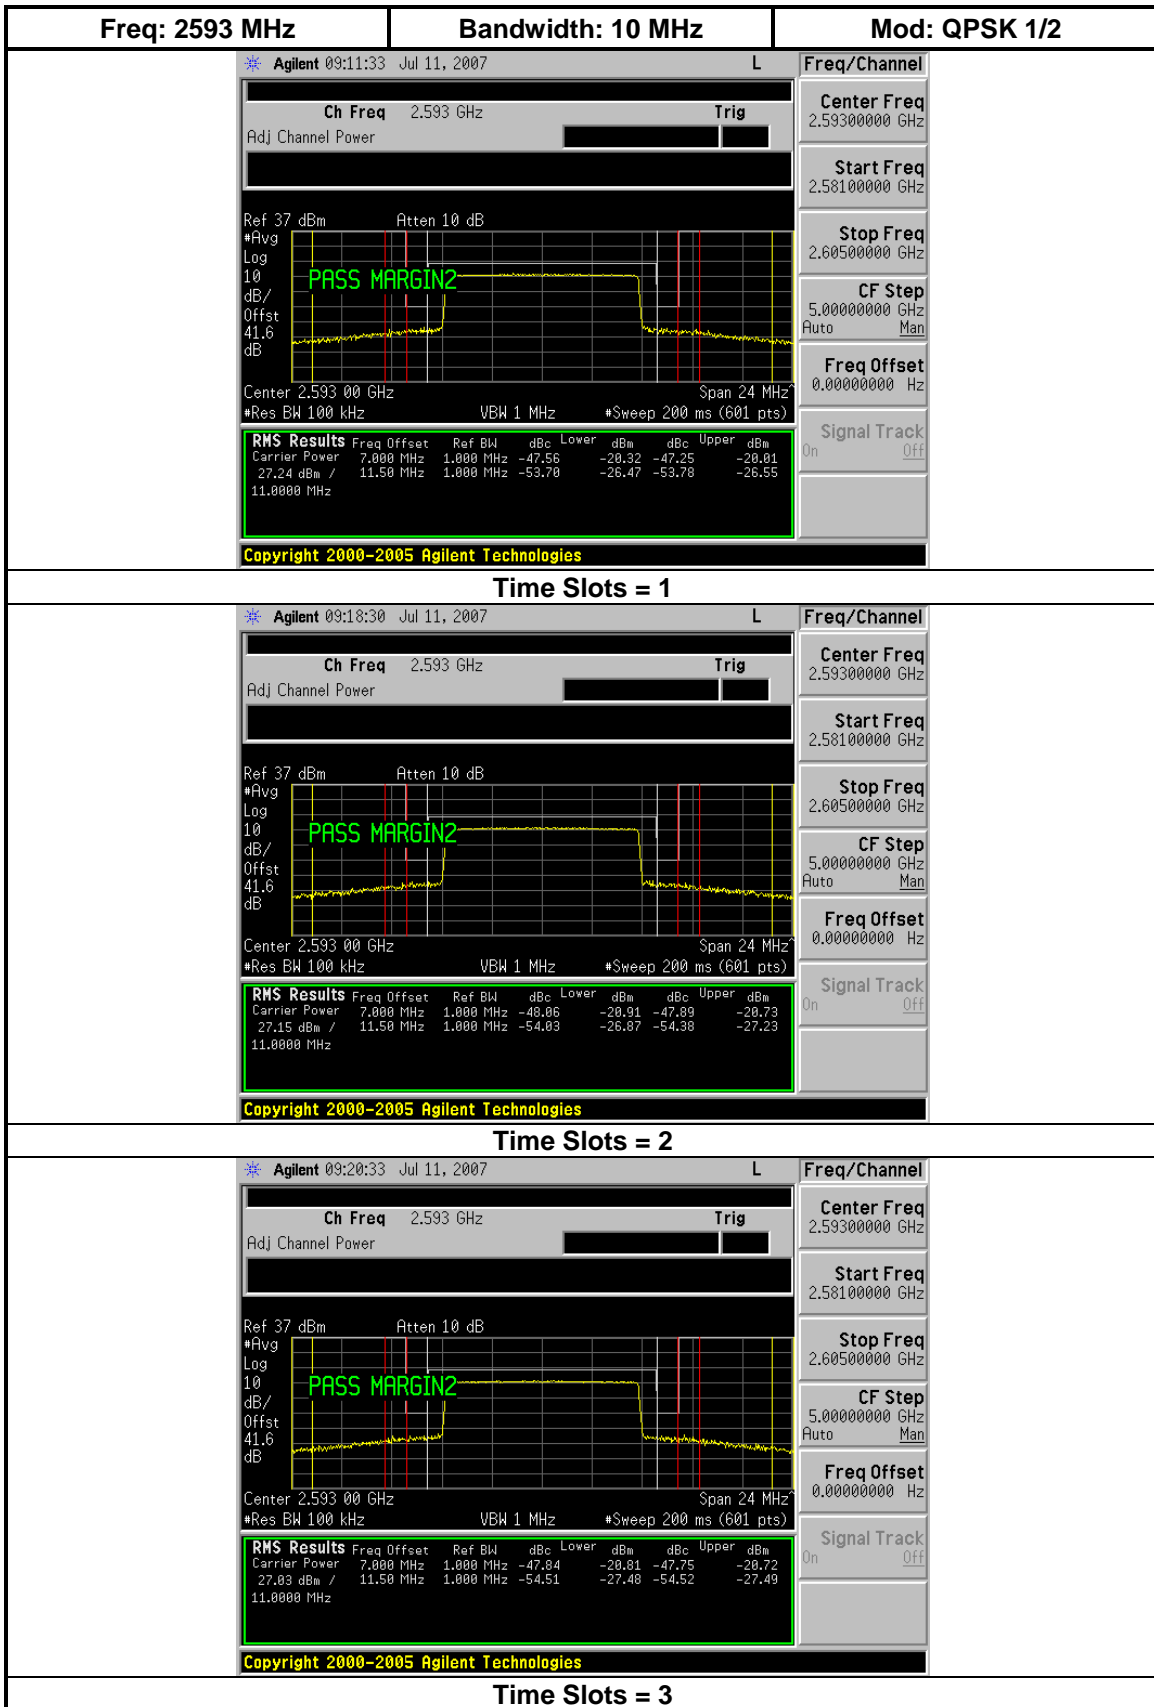 Freq: 2593 MHz Bandwidth: 10 MHz Mod: QPSK 1/2
Agilent 09:11:33 Jul 11, 2007 L Freq/Channel
Ch Freq 2.593 GHz Trig
Adj Channel Power
Center Freq
2.59300000 GHz
Start Freq
2.58100000 GHz
Stop Freq
2.60500000 GHz
CF Step
5.00000000 GHz
Auto Man
Freq Offset
0.00000000 Hz
Signal Track
On Off
Ref 37 dBm Atten 10 dB
#Avg
Log
10
dB/
Offst
41.6
dB
PASS MARGIN2
Center 2.593 00 GHz Span 24 MHz^
#Res BW 100 kHz VBW 1 MHz #Sweep 200 ms (601 pts)
RMS Results Freq Offset Ref BW dBc Lower dBm dBc Upper dBm
Carrier Power 7.000 MHz 1.000 MHz -47.56 -20.32 -47.25 -20.01
27.24 dBm / 11.50 MHz 1.000 MHz -53.70 -26.47 -53.78 -26.55
11.0000 MHz
Copyright 2000-2005 Agilent Technologies
Time Slots = 1
Agilent 09:18:30 Jul 11, 2007 L Freq/Channel
Ch Freq 2.593 GHz Trig
Adj Channel Power
Center Freq
2.59300000 GHz
Start Freq
2.58100000 GHz
Stop Freq
2.60500000 GHz
CF Step
5.00000000 GHz
Auto Man
Freq Offset
0.00000000 Hz
Signal Track
On Off
Ref 37 dBm Atten 10 dB
#Avg
Log
10
dB/
Offst
41.6
dB
PASS MARGIN2
Center 2.593 00 GHz Span 24 MHz^
#Res BW 100 kHz VBW 1 MHz #Sweep 200 ms (601 pts)
RMS Results Freq Offset Ref BW dBc Lower dBm dBc Upper dBm
Carrier Power 7.000 MHz 1.000 MHz -48.06 -20.91 -47.89 -20.73
27.15 dBm / 11.50 MHz 1.000 MHz -54.03 -26.87 -54.38 -27.23
11.0000 MHz
Copyright 2000-2005 Agilent Technologies
Time Slots = 2
Agilent 09:20:33 Jul 11, 2007 L Freq/Channel
Ch Freq 2.593 GHz Trig
Adj Channel Power
Center Freq
2.59300000 GHz
Start Freq
2.58100000 GHz
Stop Freq
2.60500000 GHz
CF Step
5.00000000 GHz
Auto Man
Freq Offset
0.00000000 Hz
Signal Track
On Off
Ref 37 dBm Atten 10 dB
#Avg
Log
10
dB/
Offst
41.6
dB
PASS MARGIN2
Center 2.593 00 GHz Span 24 MHz^
#Res BW 100 kHz VBW 1 MHz #Sweep 200 ms (601 pts)
RMS Results Freq Offset Ref BW dBc Lower dBm dBc Upper dBm
Carrier Power 7.000 MHz 1.000 MHz -47.84 -20.81 -47.75 -20.72
27.03 dBm / 11.50 MHz 1.000 MHz -54.51 -27.48 -54.52 -27.49
11.0000 MHz
Copyright 2000-2005 Agilent Technologies
Time Slots = 3